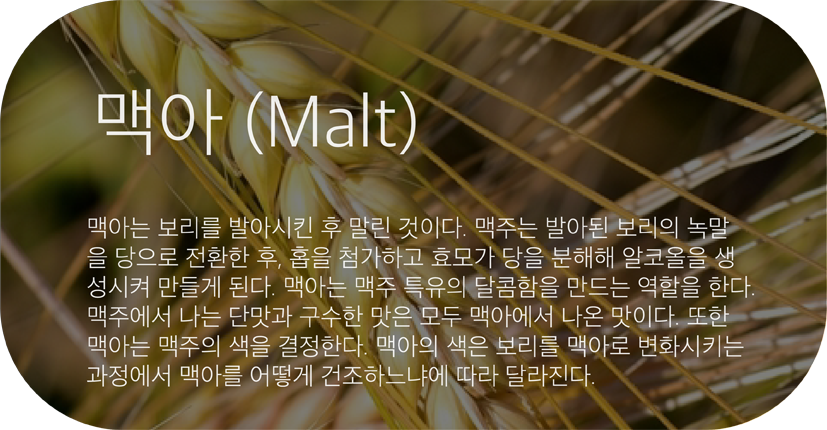 맥아 (Malt)
맥아는 보리를 발아시킨 후 말린 것이다. 맥주는 발아된 보리의 녹말
을 당으로 전환한 후, 홉을 첨가하고 효모가 당을 분해해 알코올을 생
성시켜 만들게 된다. 맥아는 맥주 특유의 달콤함을 만드는 역할을 한다.
맥주에서 나는 단맛과 구수한 맛은 모두 맥아에서 나온 맛이다. 또한
맥아는 맥주의 색을 결정한다. 맥아의 색은 보리를 맥아로 변화시키는
과정에서 맥아를 어떻게 건조하느냐에 따라 달라진다.